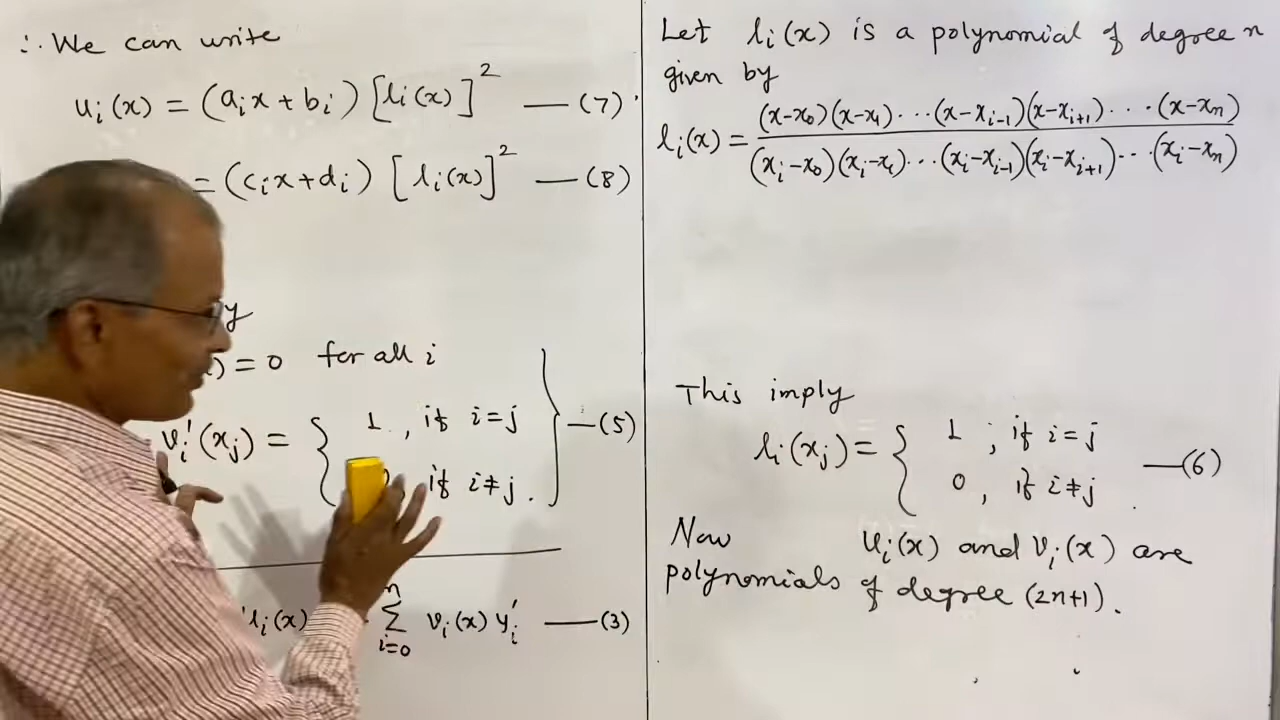 ∴ We can write
uᵢ(x) = (aᵢx + bᵢ) [lᵢ(x)]² — (7)
= (cᵢx + dᵢ) [lᵢ(x)]² — (8)
y
) = 0 for all i
vᵢ'(xⱼ) = { 1 , if i = j
if i ≠ j . } — (5)
lᵢ(x) Σ vᵢ(x) yᵢ' — (3)
n
i=0
Let lᵢ(x) is a polynomial of degree n
given by
lᵢ(x) = (x-x₀)(x-x₁)...(x-xᵢ₋₁)(x-xᵢ₊₁)...(x-xₙ)
(xᵢ-x₀)(xᵢ-x₁)...(xᵢ-xᵢ₋₁)(xᵢ-xᵢ₊₁)...(xᵢ-xₙ)
This imply
lᵢ(xⱼ) = { 1 ; if i = j
0 , if i ≠ j . — (6)
Now uᵢ(x) and vᵢ(x) are
polynomials of degree (2n+1).